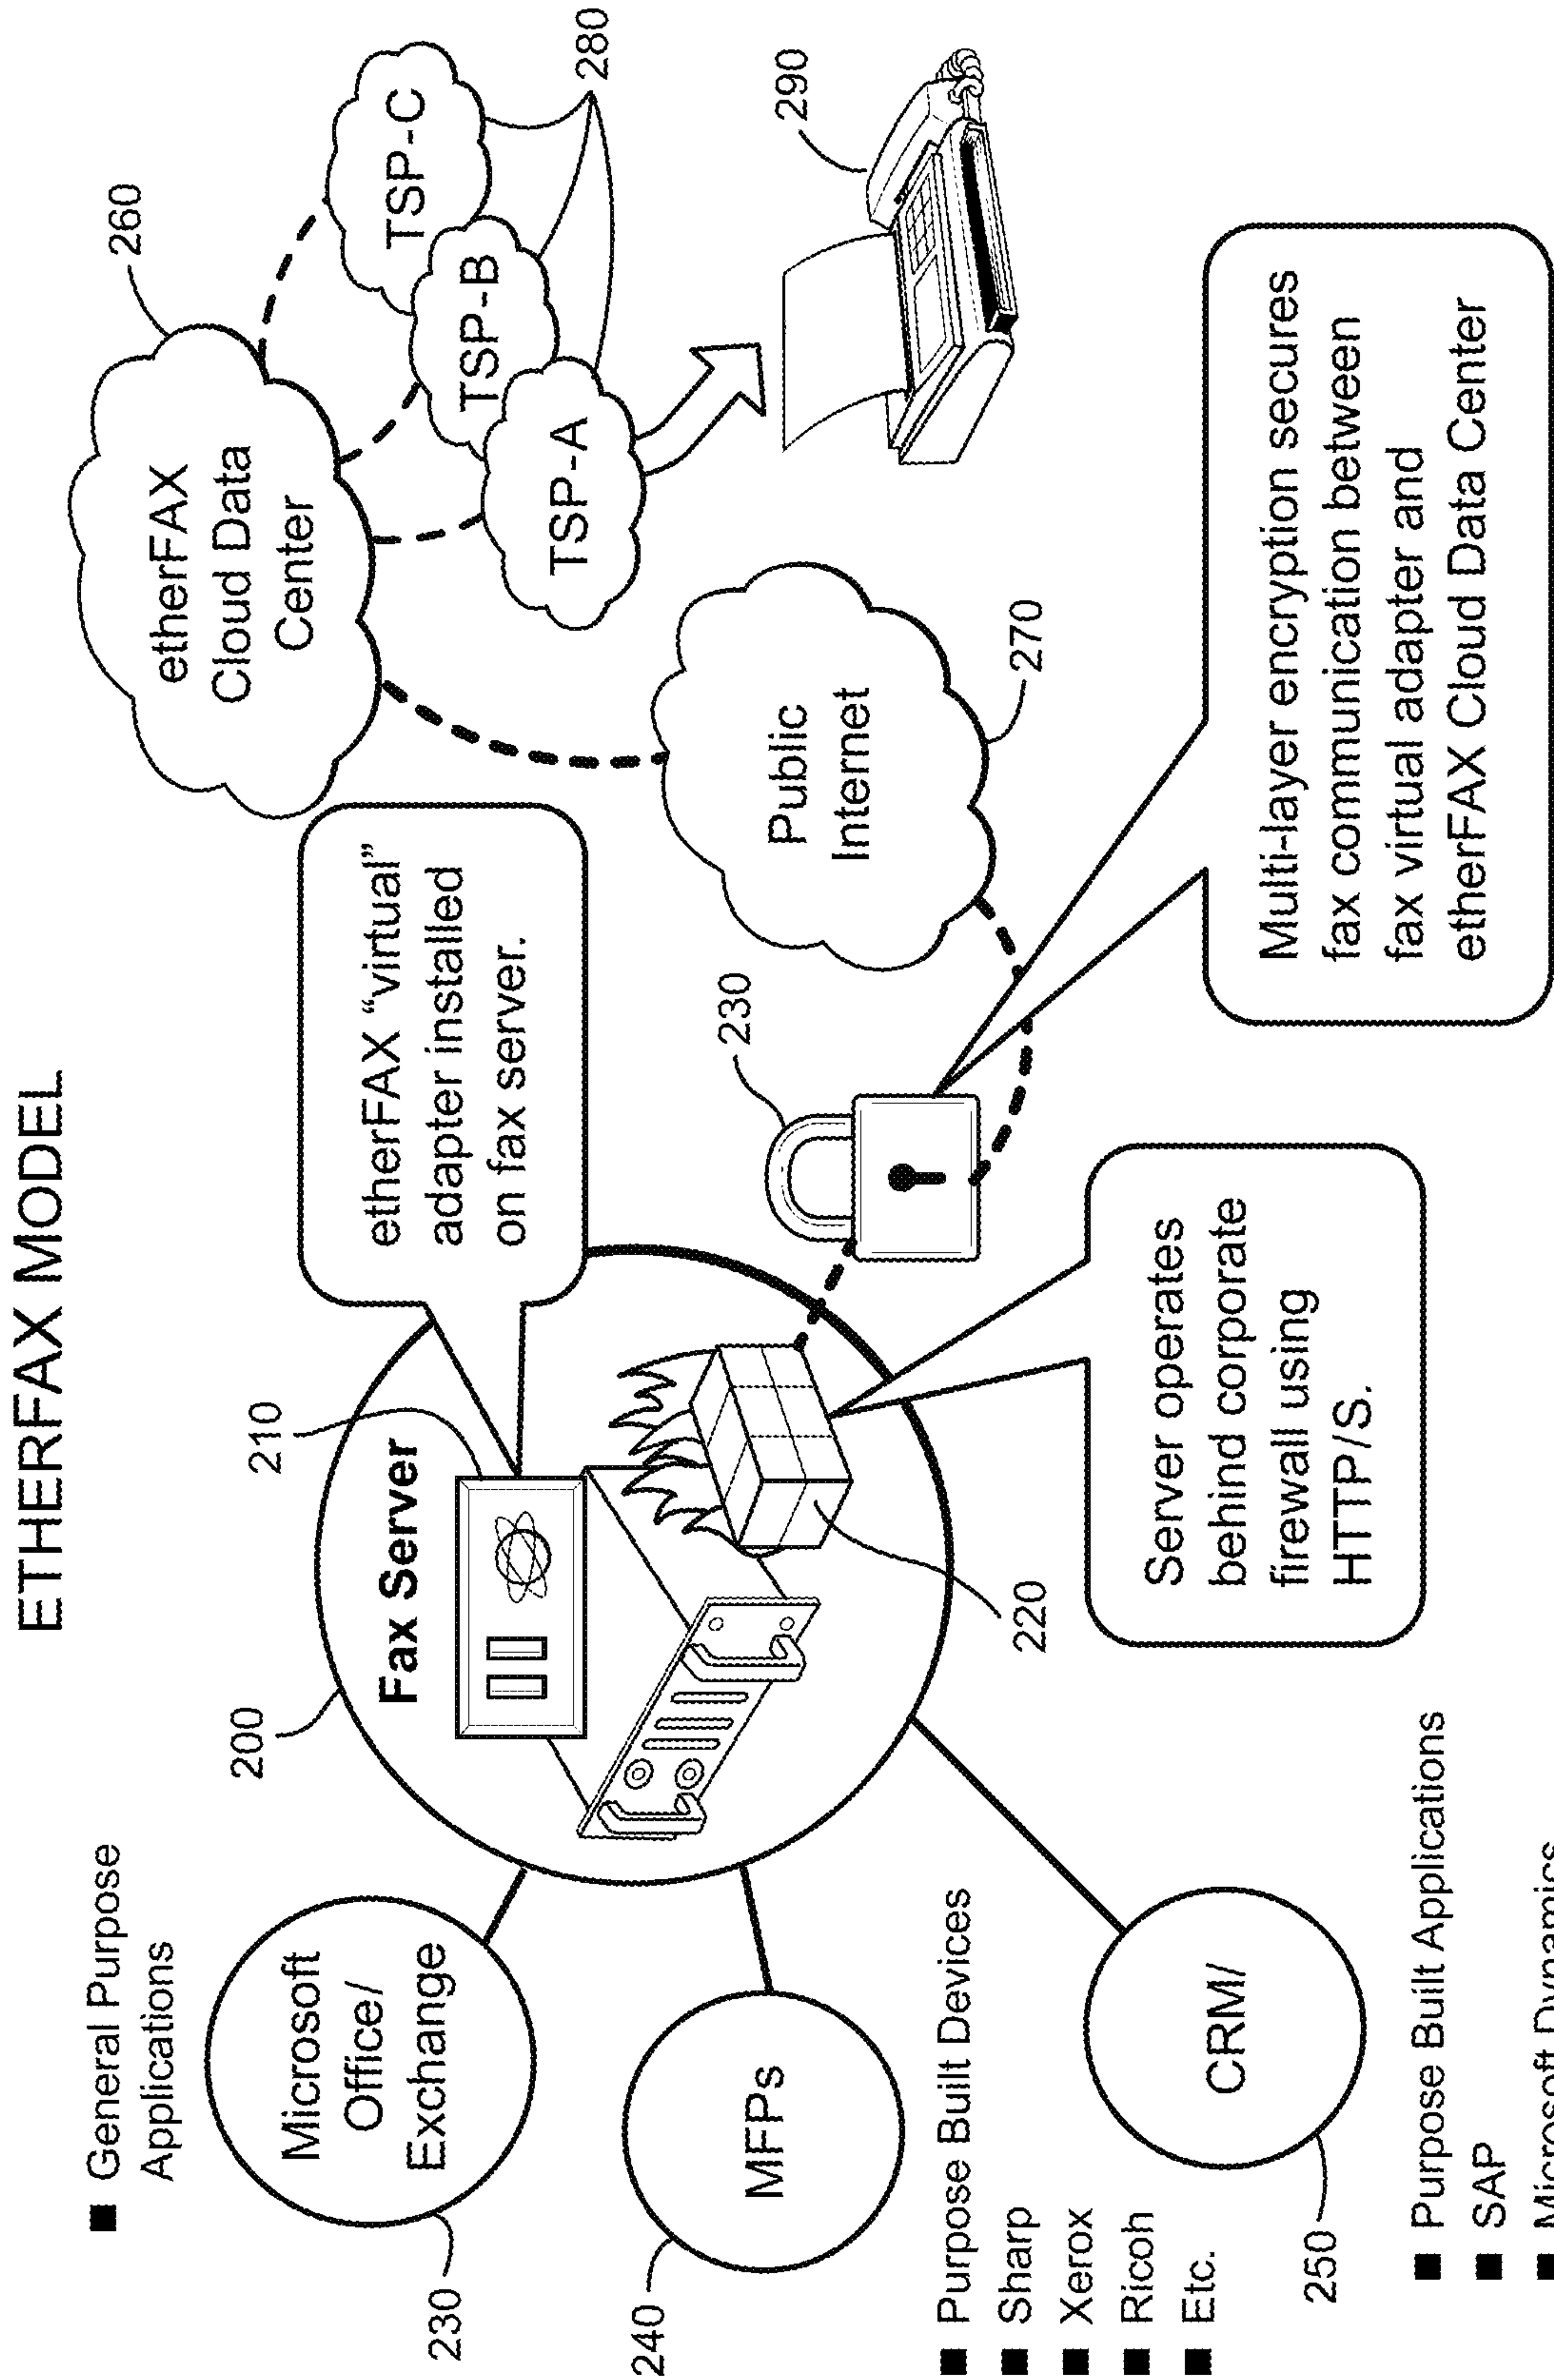 ETHERFAX MODEL
■ General Purpose
Applications
Microsoft
Office/
Exchange
230
MFPs
240
■ Purpose Built Devices
■ Sharp
■ Xerox
■ Ricoh
■ Etc.
CRM/
250
■ Purpose Built Applications
■ SAP
■ Microsoft Dynamics
200
Fax Server
210
220
etherFAX “virtual”
adapter installed
on fax server.
Server operates
behind corporate
firewall using
HTTP/S.
230
Multi-layer encryption secures
fax communication between
fax virtual adapter and
etherFAX Cloud Data Center
Public
Internet
270
etherFAX
Cloud Data
Center
260
TSP-A
TSP-B
TSP-C
280
290